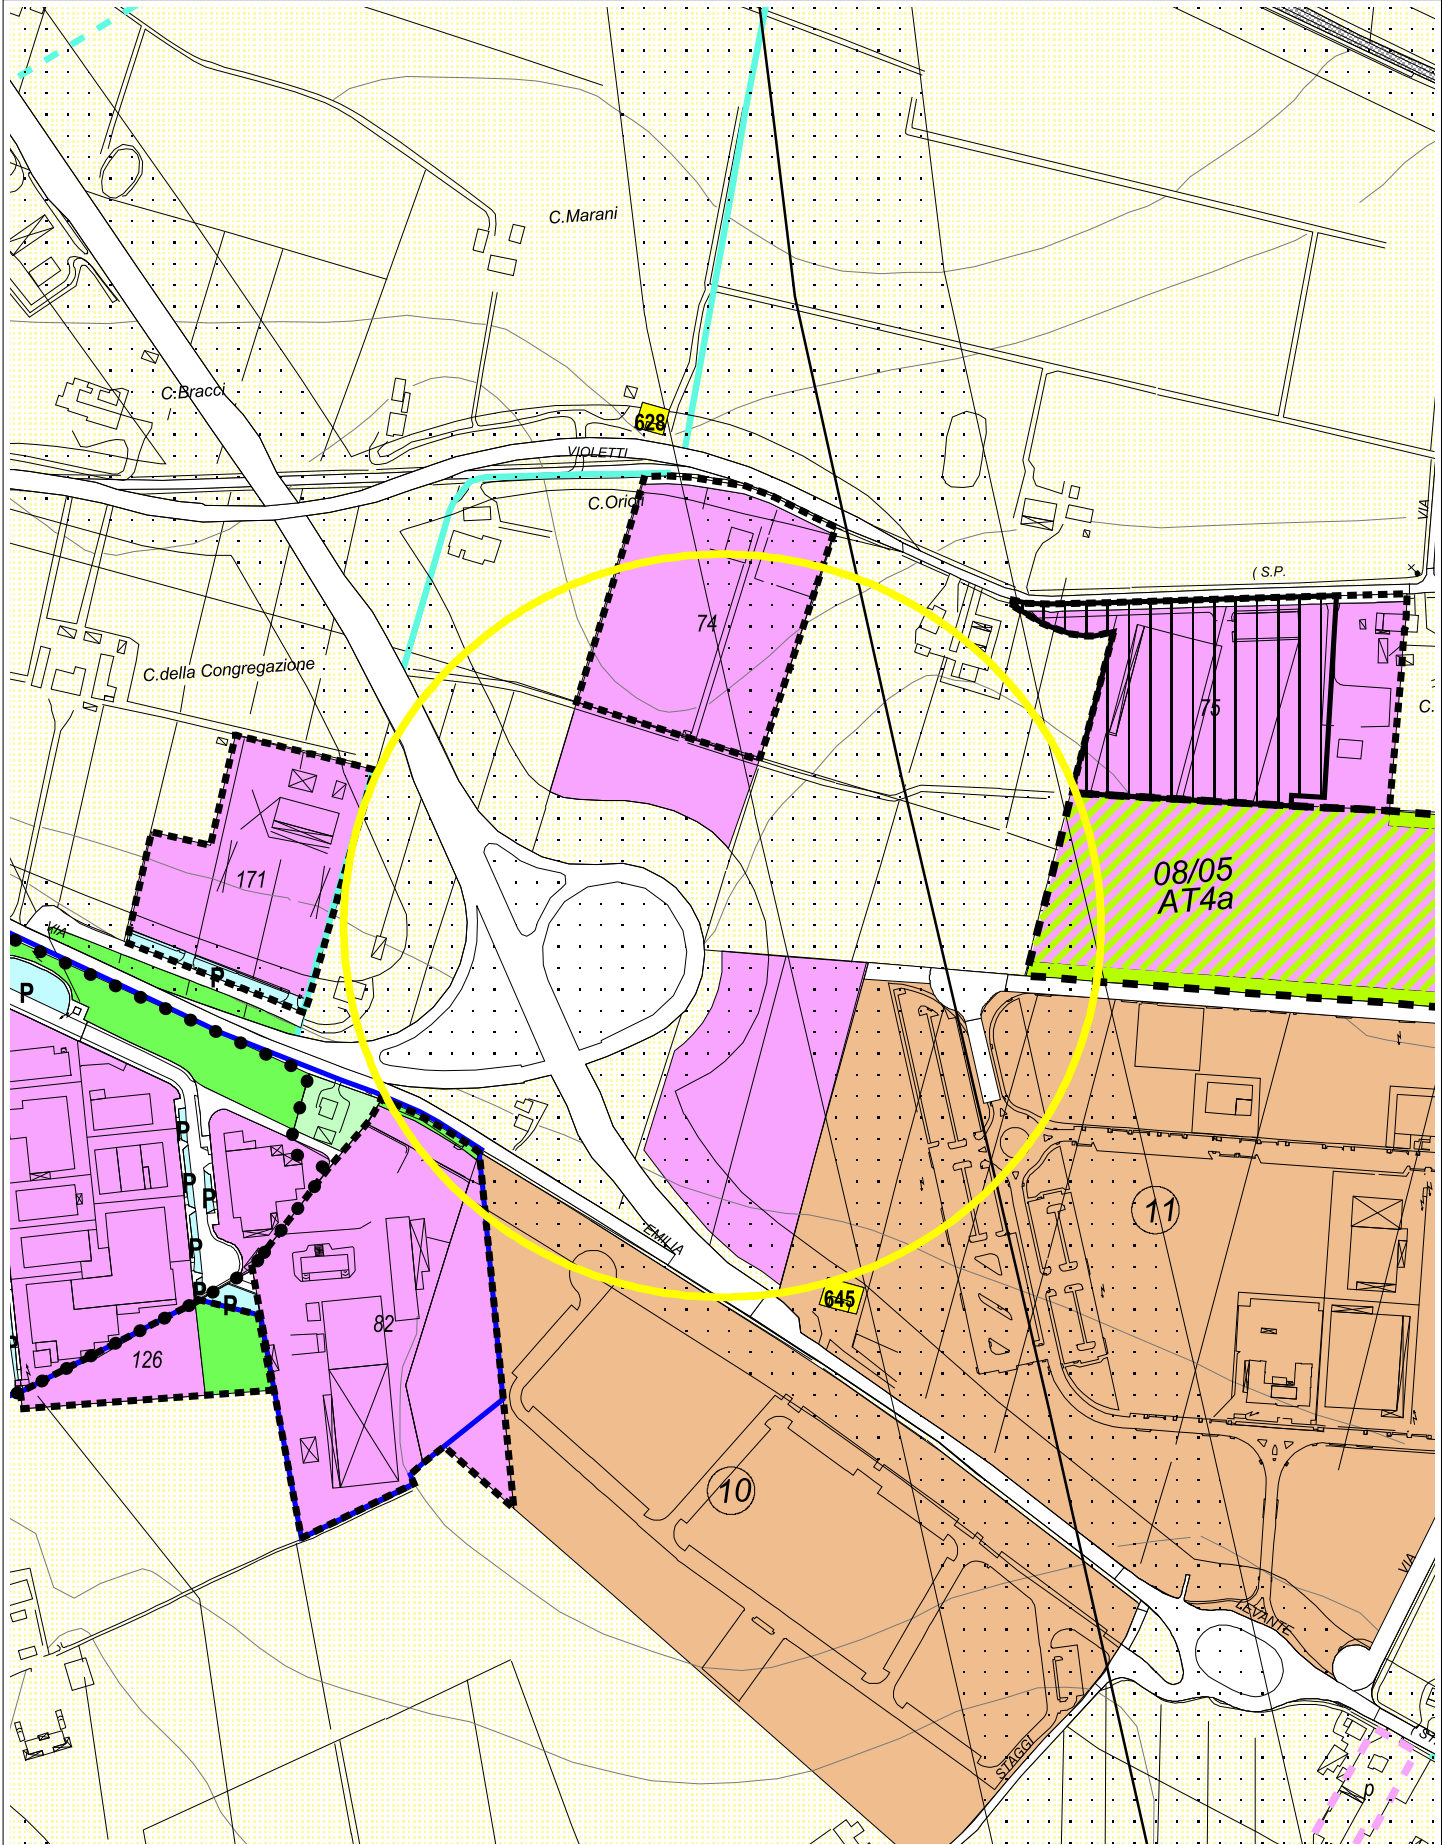 C.Marani
C.Bracci
628
VIOLETTI
C.Orioli
VIA
( S.P.
74
C.della Congregazione
75
C.
08/05
AT4a
171
VIA
P
P
P
P
P
P
P
P
11
EMILIA
645
82
126
10
VIA
LEVANTE
STAGGI
p